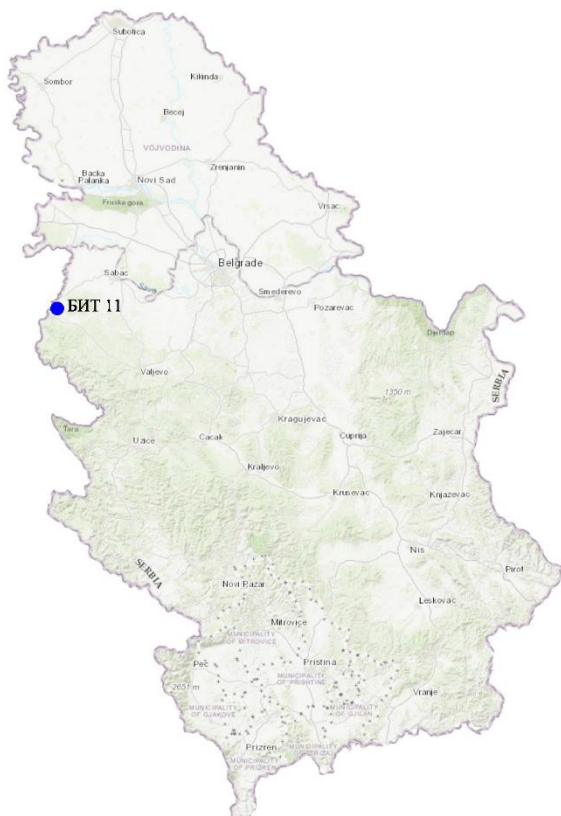 Subotica
Sombor
Kikinda
Becej
VOJVODINA
Zrenjanin
Backa
Palanka
Novi Sad
Fruska gora
Vrsac
Belgrade
Sabac
Sava
Smederevo
БИТ 11
Pozarevac
Djerdap
Valjevo
1350 m
SERBIA
Tara
Kragujevac
Uzice
Cacak
Cuprija
Zajecar
Kraljevo
Krusevac
Knjazevac
Nis
SERBIA
Pirot
Novi Pazar
Leskovac
Mitrovice
MUNICIPALITY
OF MITROVICE
Peć
Pristina
MUNICIPALITY
OF PRISHTINE
2651 m
Vranje
MUNICIPALITY
OF GJAKOVE
MUNICIPALITY
OF GJILAN
Prizren
MUNICIPALITY
OF PRIZREN